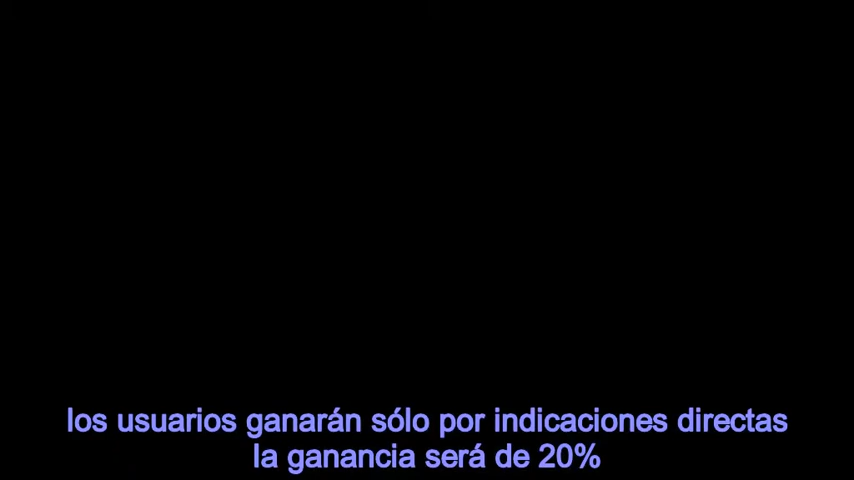 los usuarios ganarán sólo por indicaciones directas
la ganancia será de 20%